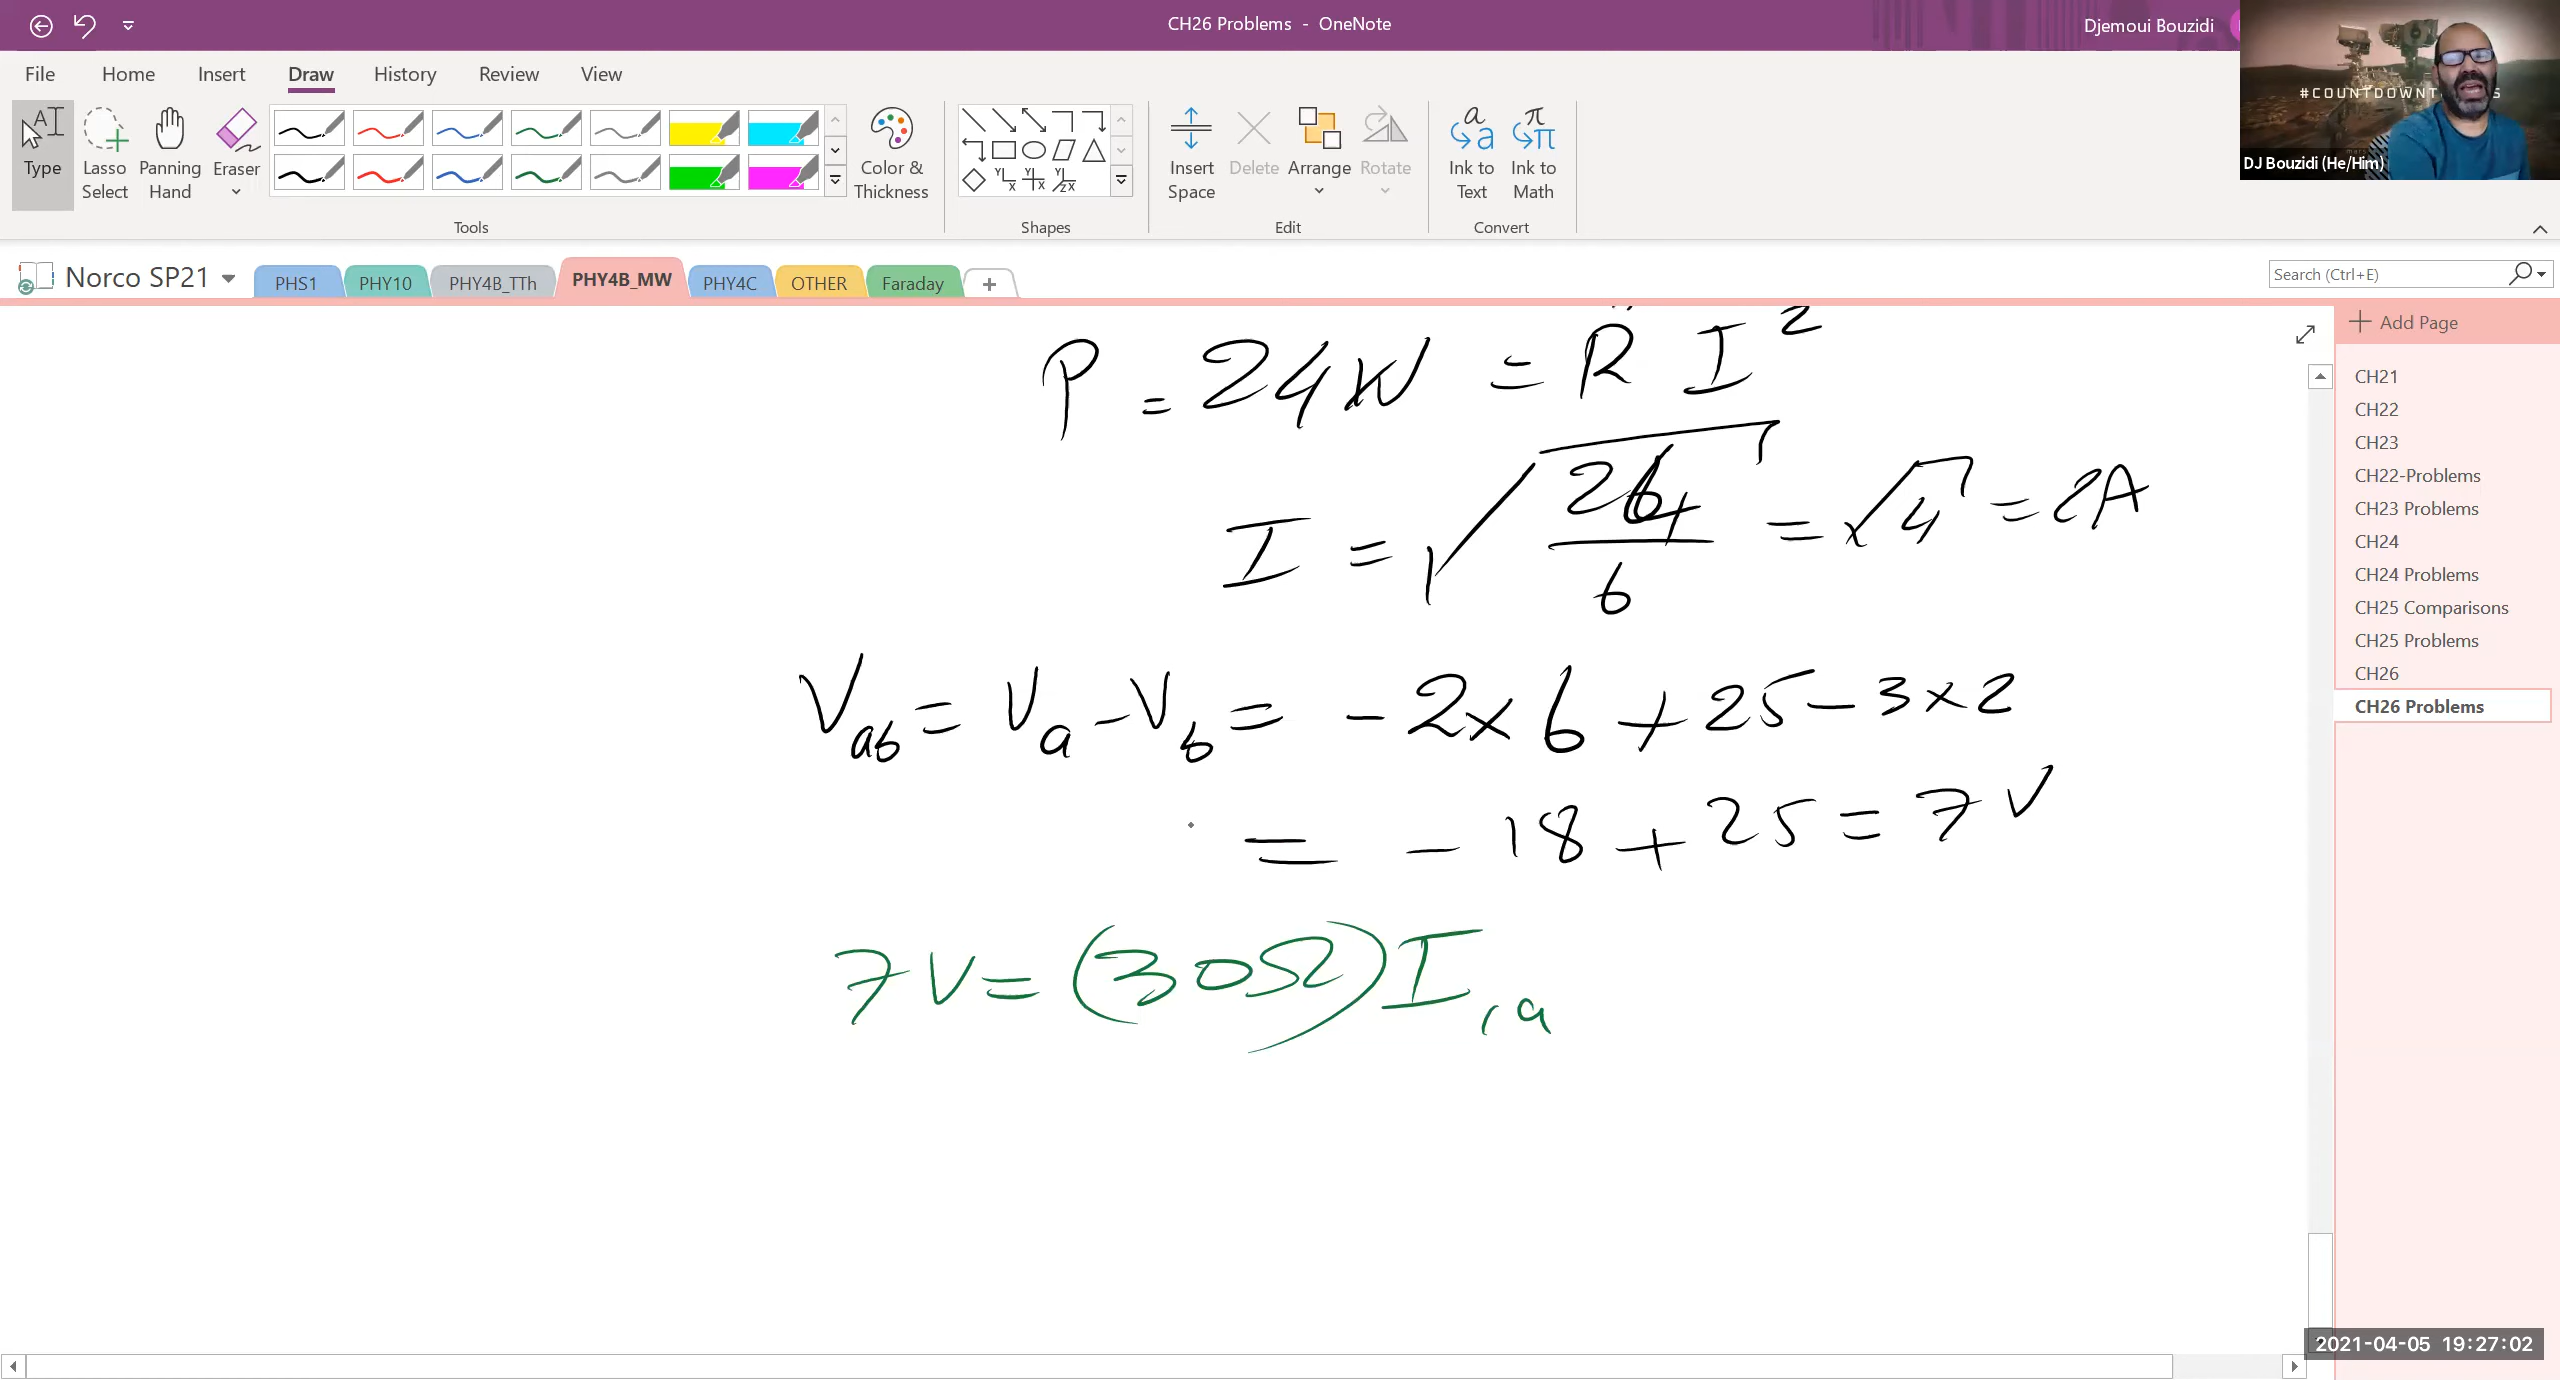 CH26 Problems - OneNote
Djemoui Bouzidi
#COUNTDOWNT
DJ Bouzidi (He/Him)
File Home Insert Draw History Review View
Type
Lasso Select
Panning Hand
Eraser
Color & Thickness
Insert Space
Delete
Arrange
Rotate
Ink to Text
Ink to Math
Tools
Shapes
Edit
Convert
Norco SP21
PHS1 PHY10 PHY4B_TTh PHY4B_MW PHY4C OTHER Faraday +
Search (Ctrl+E)
P = 24W = R I²
= √4 = 2A
Vab = Va - Vb = - 2 x 6 + 25 - 3 x 2
= - 18 + 25 = 7 V
7 V = (30Ω) I
Add Page
CH21
CH22
CH23
CH22-Problems
CH23 Problems
CH24
CH24 Problems
CH25 Comparisons
CH25 Problems
CH26
CH26 Problems
2021-04-05 19:27:02